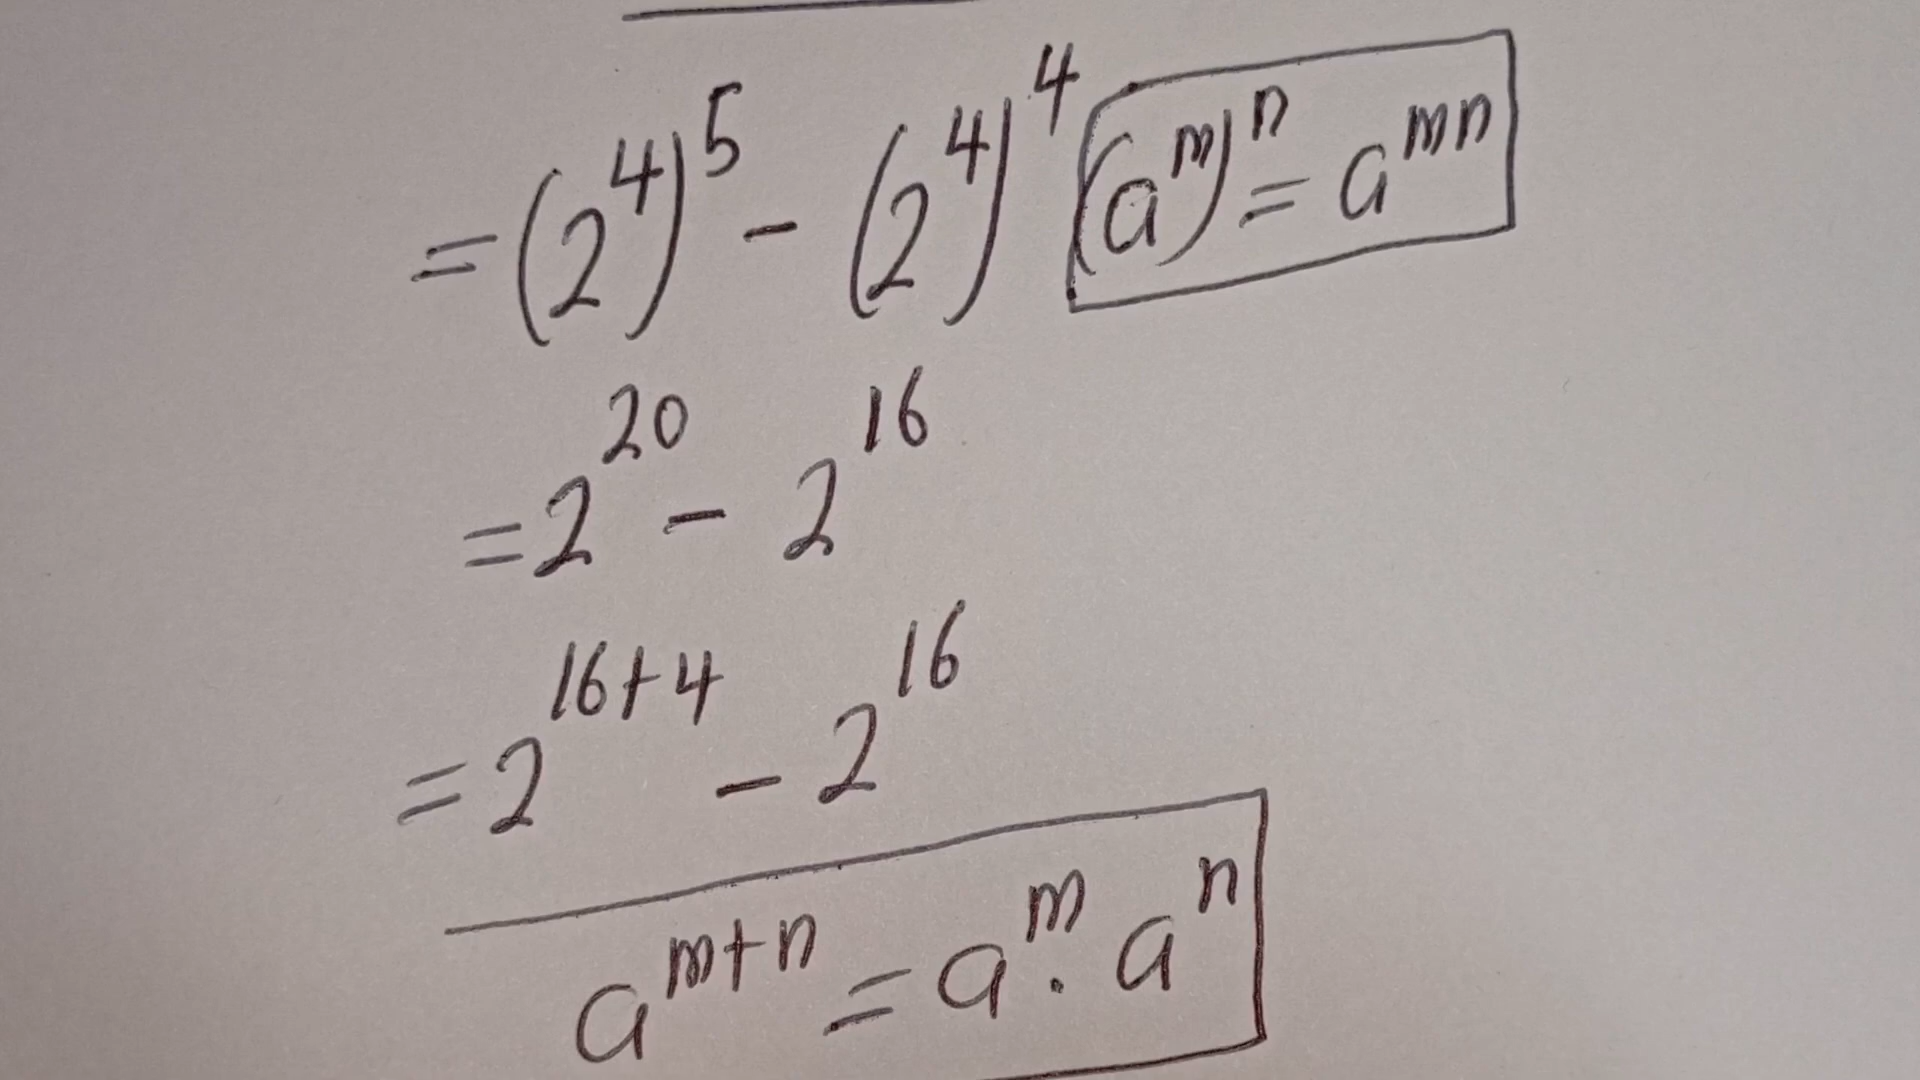 = (2⁴)⁵ - (2⁴)⁴ (aᵐ)ⁿ = aᵐⁿ
= 2²⁰ - 2¹⁶
= 2¹⁶⁺⁴ - 2¹⁶
aᵐ⁺ⁿ = aᵐ . aⁿ